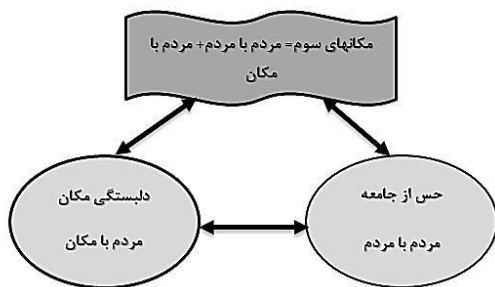 مکانهای سوم= مردم با مردم+ مردم با
مکان
حس از جامعه
مردم با مردم
دلبستگی مکان
مردم با مکان